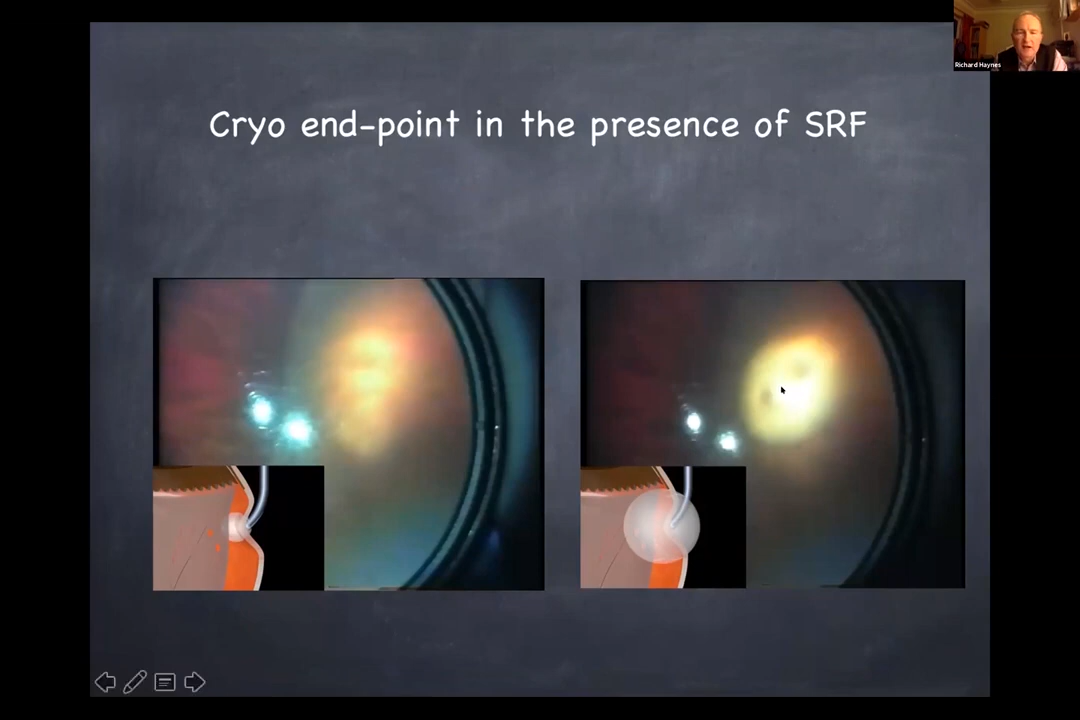 Richard Haynes
Cryo end-point in the presence of SRF